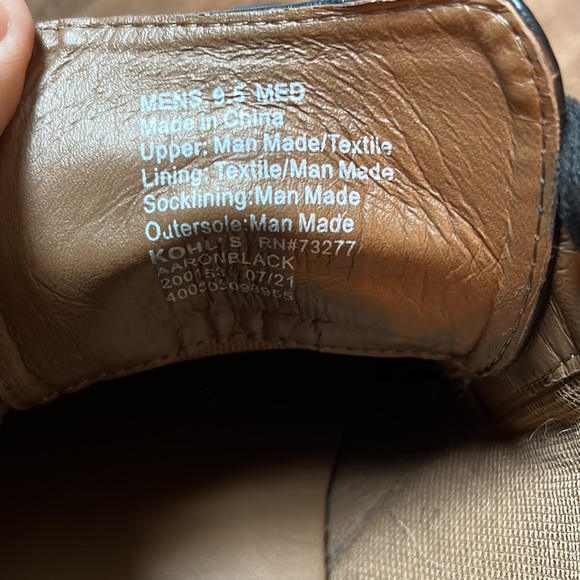 MENS 9.5 MED
Made in China
Upper: Man Made/Textile
Lining: Textile/Man Made
Socklining:Man Made
Outersole:Man Made
KOHL'S RN#73277
AARONBLACK
07/21